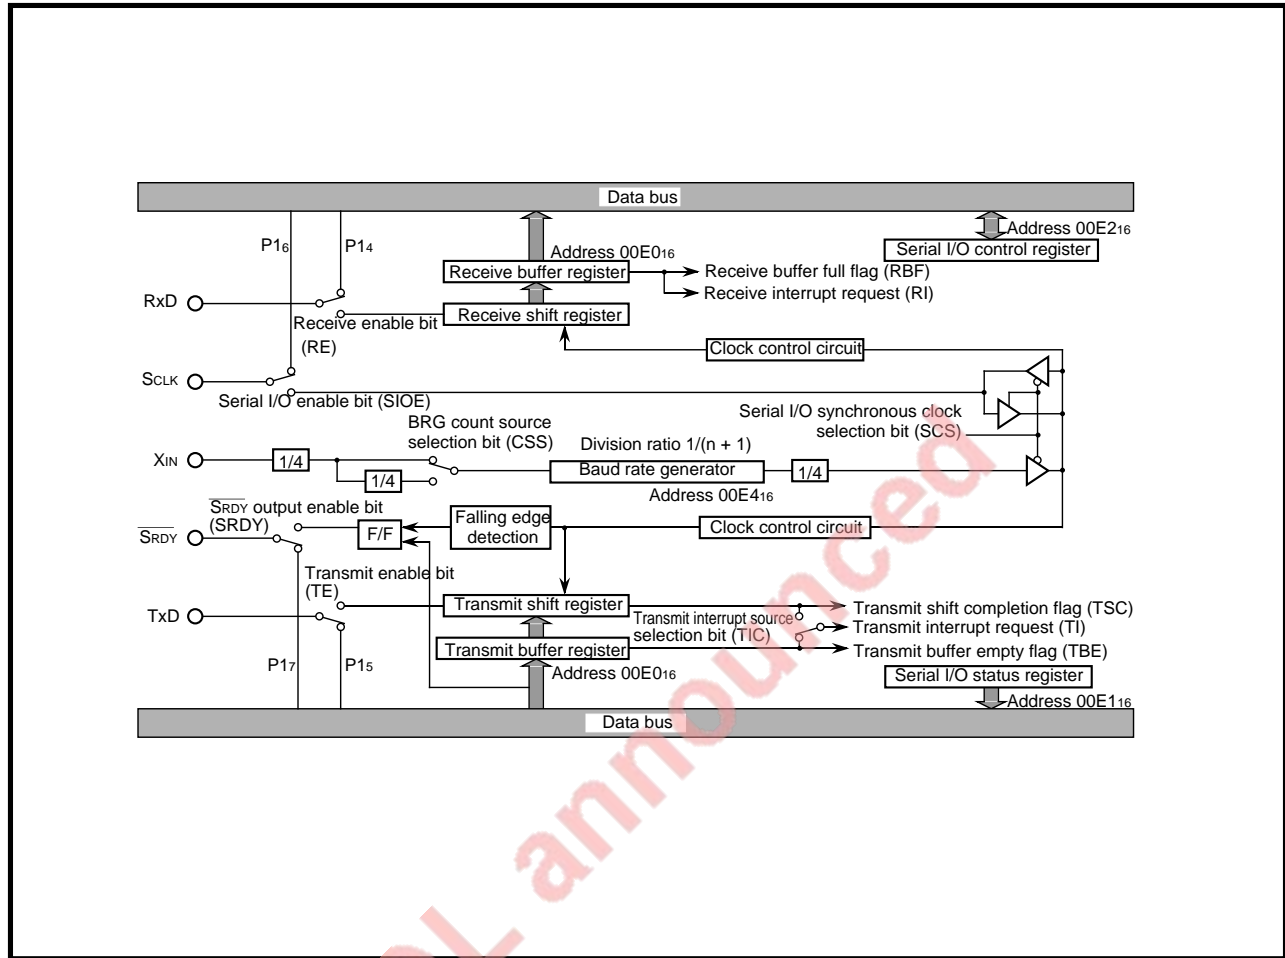 Data bus
P1₆
P1₄
Address 00E0₁₆
Address 00E2₁₆
Serial I/O control register
Receive buffer register
Receive buffer full flag (RBF)
Receive interrupt request (RI)
RxD
Receive enable bit
(RE)
Receive shift register
Clock control circuit
SCLK
Serial I/O enable bit (SIOE)
Serial I/O synchronous clock
selection bit (SCS)
BRG count source
selection bit (CSS)
Division ratio 1/(n + 1)
XIN
1/4
1/4
Baud rate generator
1/4
Address 00E4₁₆
SRDY output enable bit
(SRDY)
SRDY
F/F
Falling edge
detection
Clock control circuit
Transmit enable bit
(TE)
TxD
Transmit shift register
Transmit interrupt source
selection bit (TIC)
Transmit shift completion flag (TSC)
Transmit interrupt request (TI)
Transmit buffer register
Transmit buffer empty flag (TBE)
P1₇
P1₅
Address 00E0₁₆
Serial I/O status register
Address 00E1₁₆
Data bus
OL announced